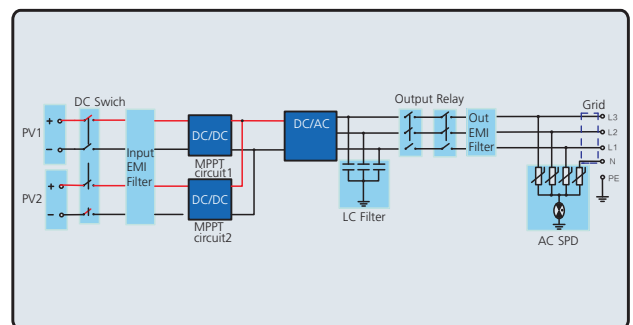 DC Swich
Output Relay
Grid
PV1
+
−
Input
EMI
Filter
DC/DC
MPPT
circuit1
DC/AC
Out
EMI
Filter
L3
L2
L1
N
PE
PV2
+
−
DC/DC
MPPT
circuit2
LC Filter
AC SPD